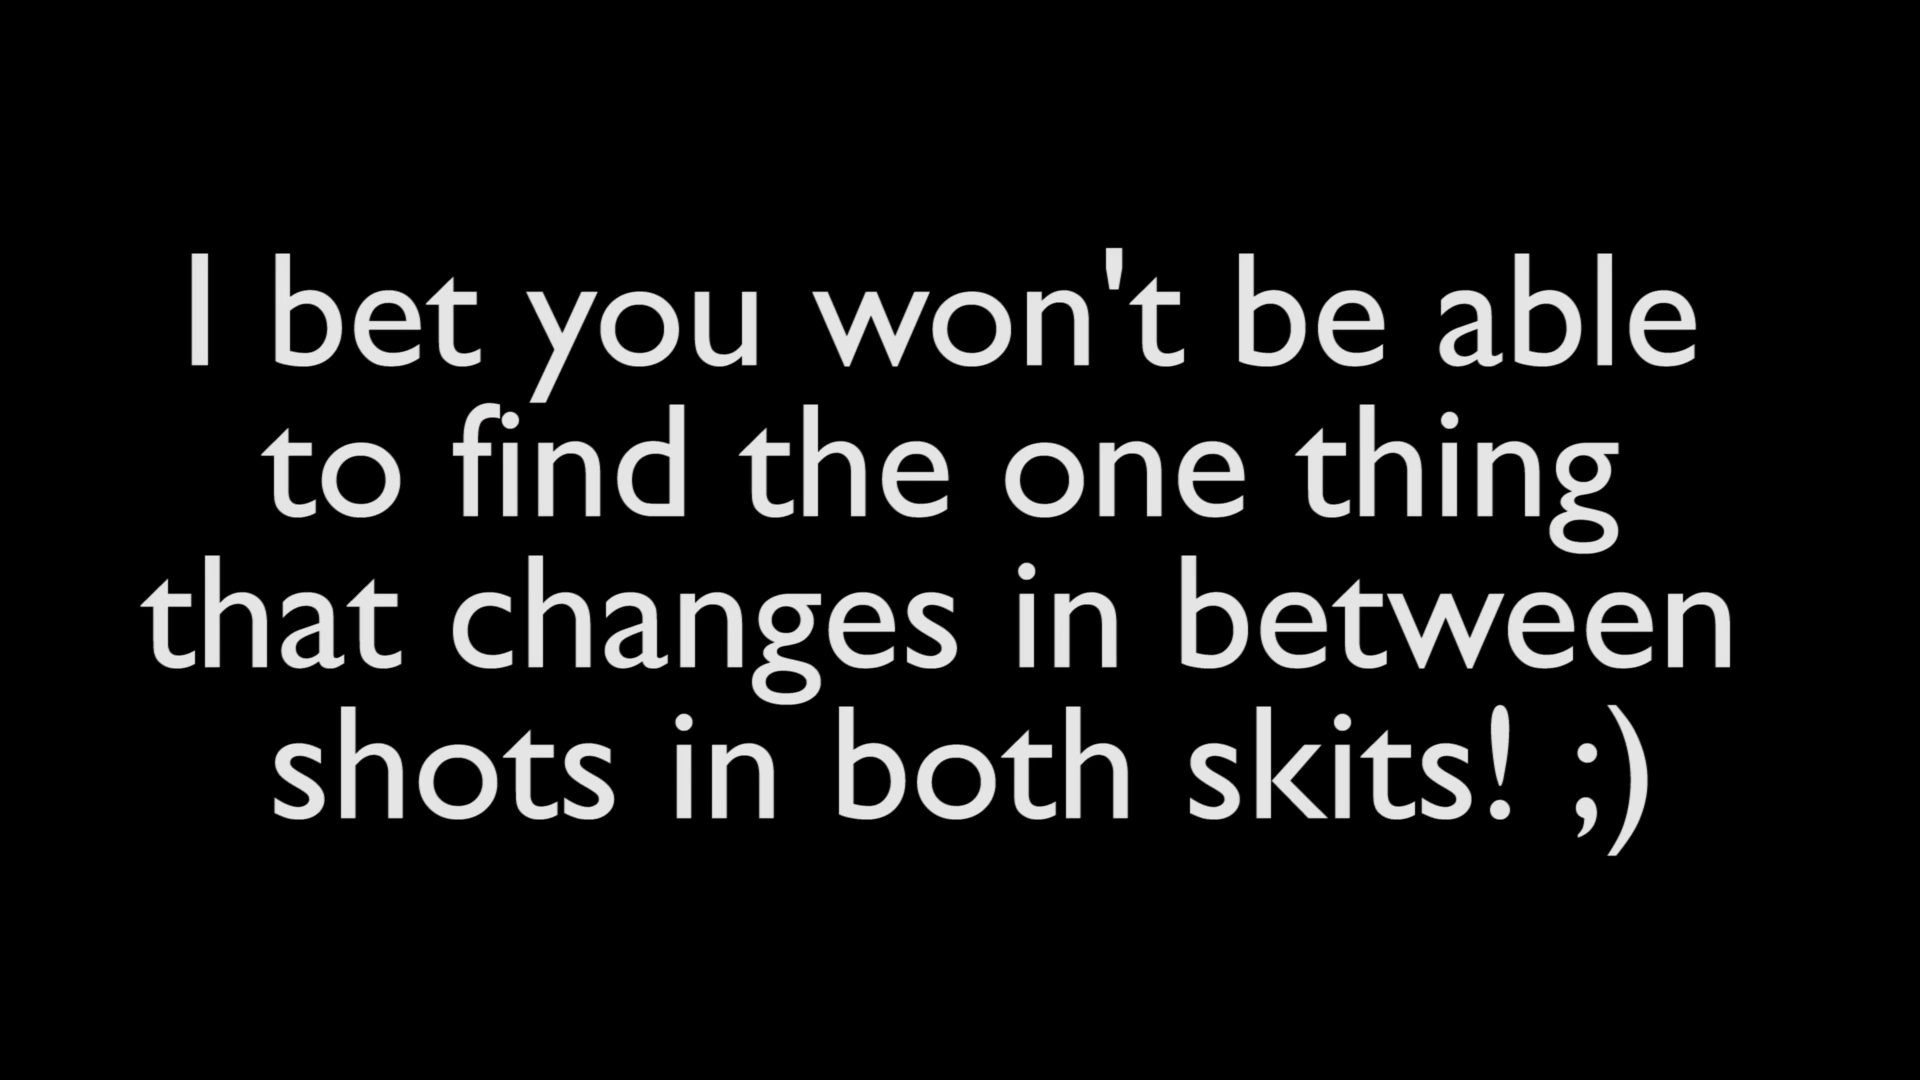 I bet you won't be able
to find the one thing
that changes in between
shots in both skits! ;)